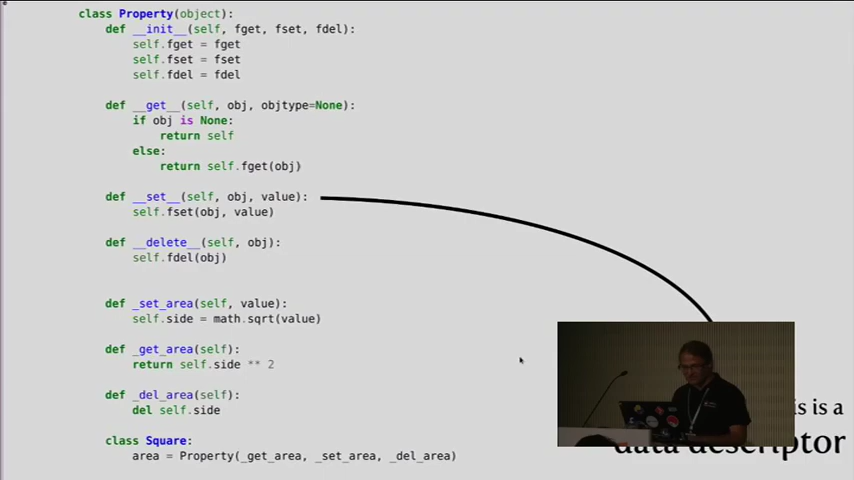 class Property(object):
def __init__(self, fget, fset, fdel):
self.fget = fget
self.fset = fset
self.fdel = fdel
def __get__(self, obj, objtype=None):
if obj is None:
return self
else:
return self.fget(obj)
def __set__(self, obj, value):
self.fset(obj, value)
def __delete__(self, obj):
self.fdel(obj)
def _set_area(self, value):
self.side = math.sqrt(value)
def _get_area(self):
return self.side ** 2
def _del_area(self):
del self.side
class Square:
area = Property(_get_area, _set_area, _del_area)
is is a
data descriptor